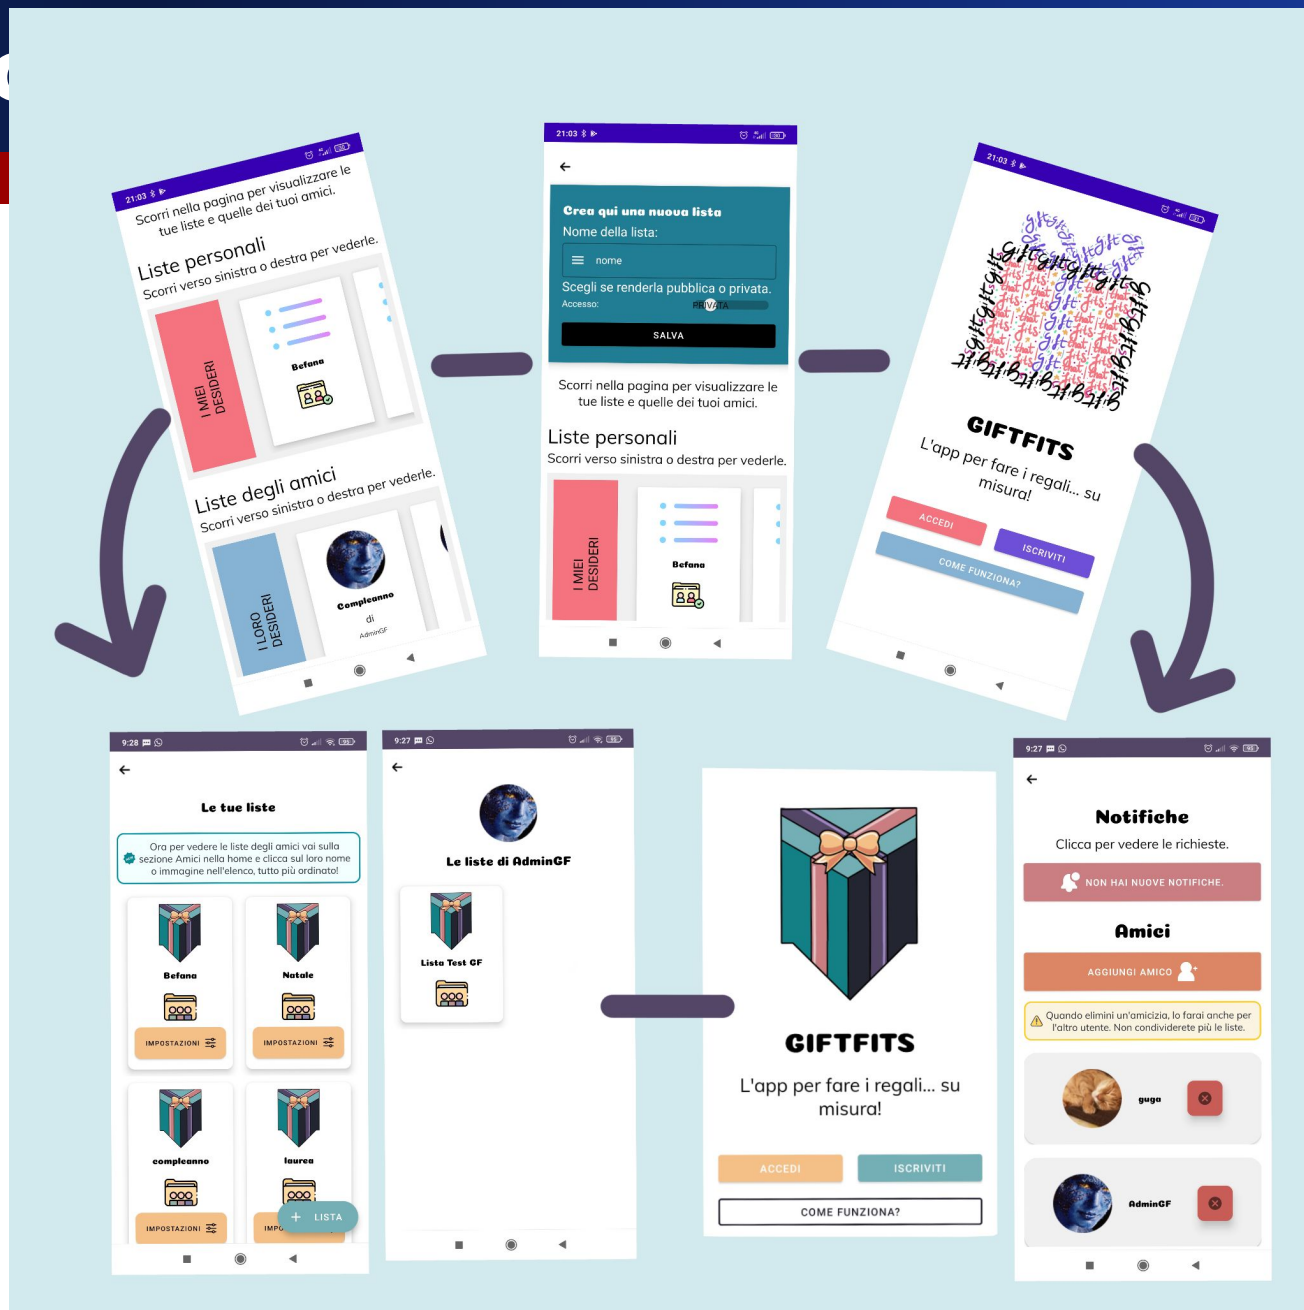 21:03
Scorri nella pagina per visualizzare le
tue liste e quelle dei tuoi amici.
Liste personali
Scorri verso sinistra o destra per vederle.
I MIEI
DESIDERI
Befana
Liste degli amici
Scorri verso sinistra o destra per vederle.
I LORO
DESIDERI
Compleanno
di
AdminGF
21:03
Crea qui una nuova lista
Nome della lista:
nome
Scegli se renderla pubblica o privata.
Accesso:
PRIVATA
SALVA
Scorri nella pagina per visualizzare le
tue liste e quelle dei tuoi amici.
Liste personali
Scorri verso sinistra o destra per vederle.
I MIEI
DESIDERI
Befana
21:03
GIFTFITS
L'app per fare i regali... su
misura!
ACCEDI
ISCRIVITI
COME FUNZIONA?
9:28
95
Le tue liste
Ora per vedere le liste degli amici vai sulla
sezione Amici nella home e clicca sul loro nome
o immagine nell'elenco, tutto più ordinato!
Befana
Natale
IMPOSTAZIONI
IMPOSTAZIONI
compleanno
laurea
IMPOSTAZIONI
+ LISTA
9:27
95
Le liste di AdminGF
Lista Test GF
GIFTFITS
L'app per fare i regali... su
misura!
ACCEDI
ISCRIVITI
COME FUNZIONA?
9:27
95
Notifiche
Clicca per vedere le richieste.
NON HAI NUOVE NOTIFICHE.
Amici
AGGIUNGI AMICO
Quando elimini un'amicizia, lo farai anche per
l'altro utente. Non condividerete più le liste.
guga
AdminGF